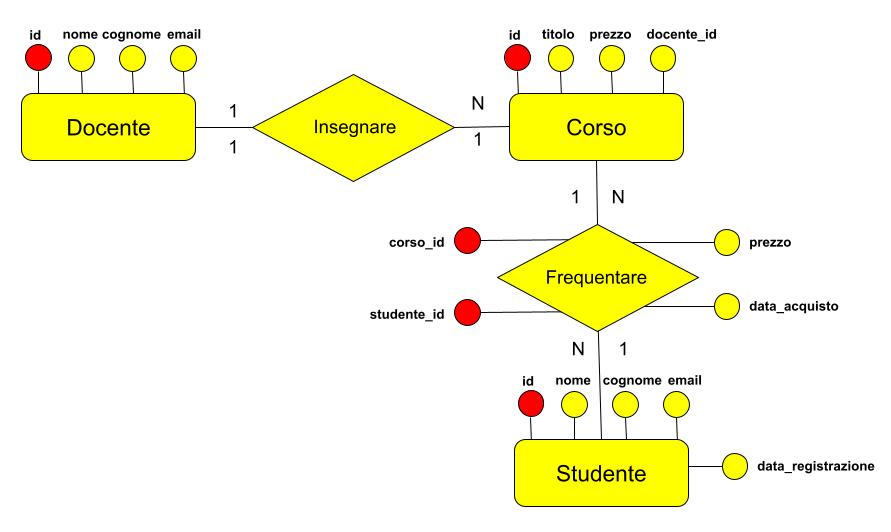 id nome cognome email
id titolo prezzo docente_id
Docente
1
1
Insegnare
N
1
Corso
1 N
corso_id
prezzo
Frequentare
studente_id
data_acquisto
N 1
id nome cognome email
Studente
data_registrazione